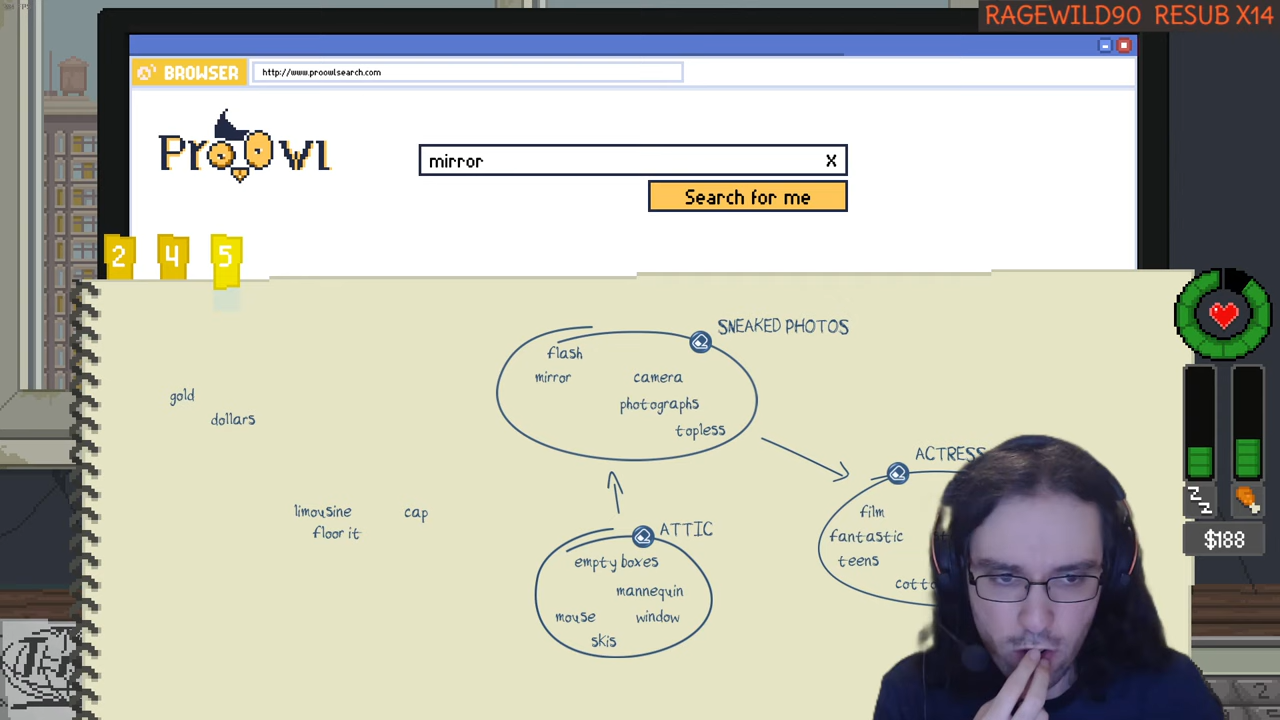 RAGEWILD90 RESUB X14
BROWSER
http://www.proowlsearch.com
PrOOwl
mirror X
Search for me
2 4 5
SNEAKED PHOTOS
flash
mirror camera
photographs
topless
gold
dollars
ACTRESS
film
fantastic
teens
limousine cap
floor it
ATTIC
empty boxes
mannequin
mouse window
skis
$188